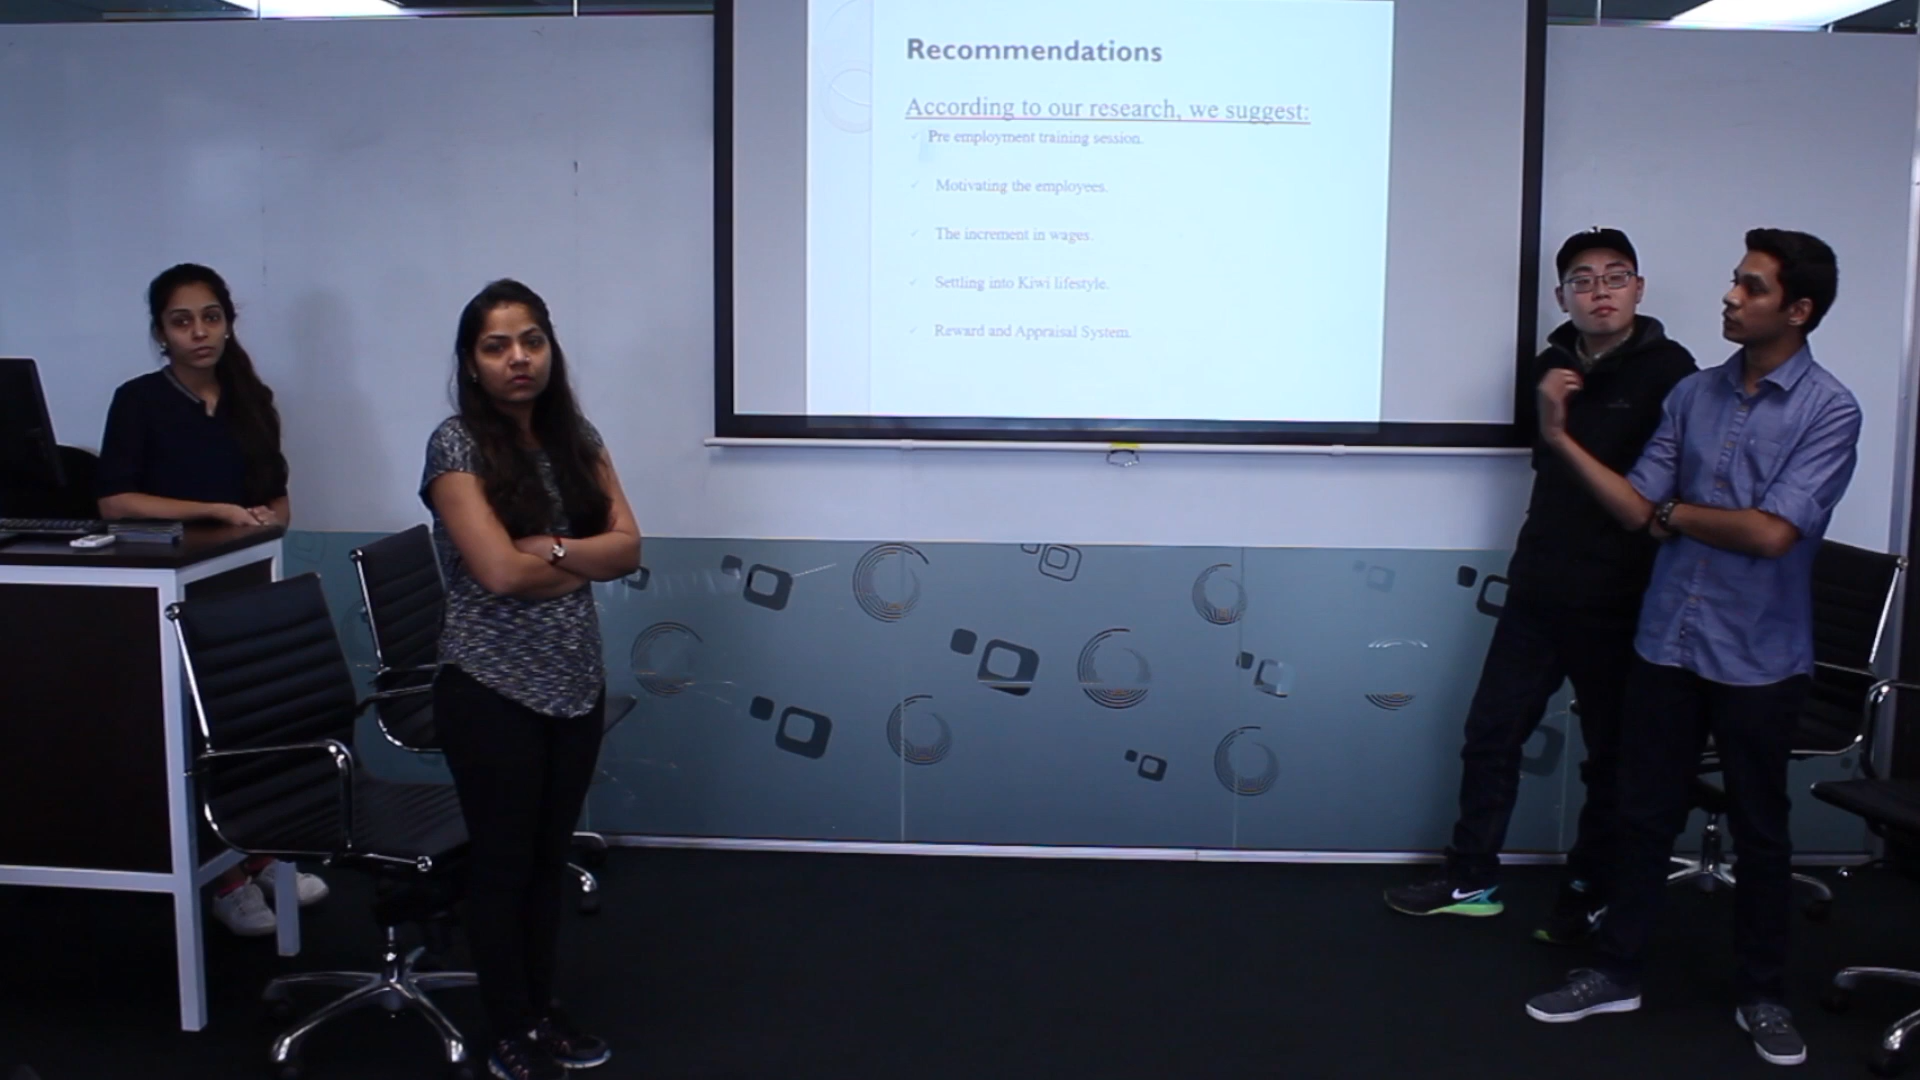 Recommendations
According to our research, we suggest:
Pre employment training session.
Motivating the employees.
The increment in wages.
Settling into Kiwi lifestyle.
Reward and Appraisal System.